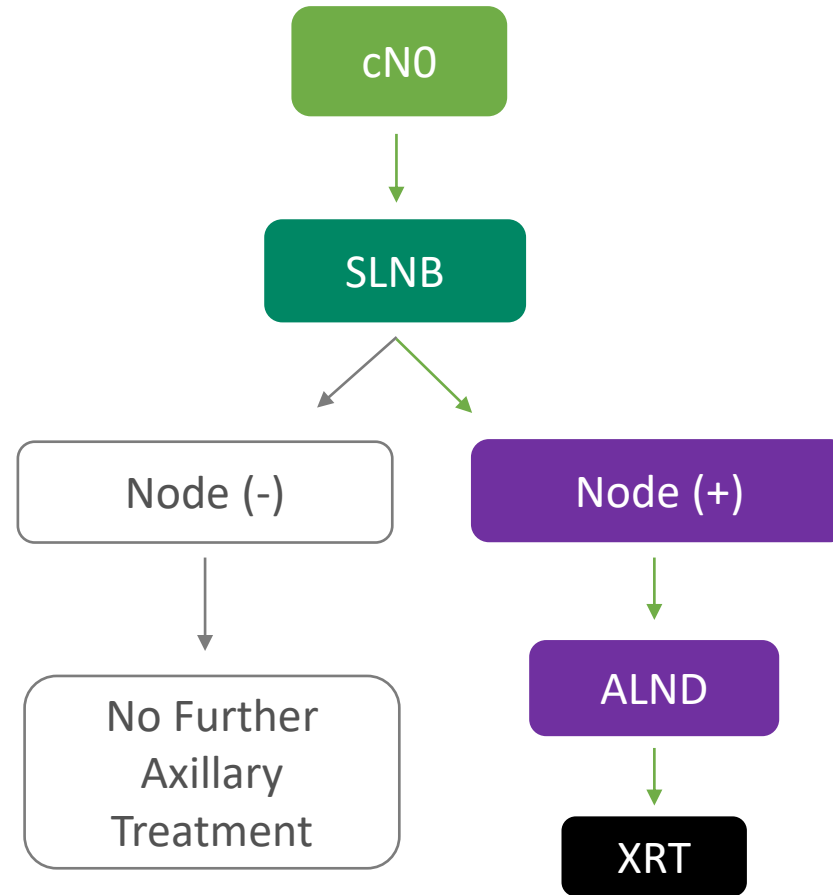 cN0
SLNB
Node (-)
Node (+)
No Further
Axillary
Treatment
ALND
XRT